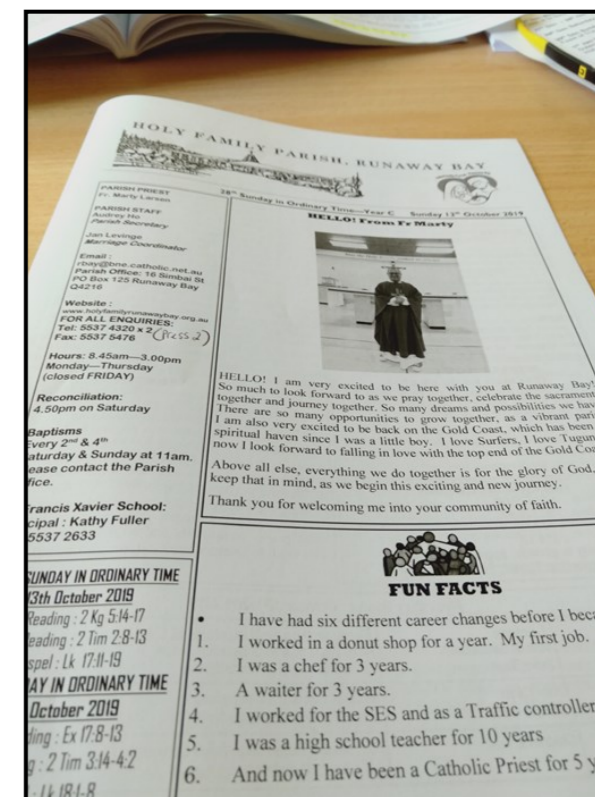 HOLY FAMILY PARISH, RUNAWAY BAY
28th Sunday in Ordinary Time—Year C Sunday 13th October 2019
PARISH PRIEST
Fr. Marty Larsen
PARISH STAFF
Audrey Ho
Parish Secretary
Jan Levinge
Marriage Coordinator
Email :
rbay@bne.catholic.net.au
Parish Office: 16 Simbai St
PO Box 125 Runaway Bay
Q4216
Website :
www.holyfamilyrunawaybay.org.au
FOR ALL ENQUIRIES:
Tel: 5537 4320 x 2 (Press 2)
Fax: 5537 5476
Hours: 8.45am—3.00pm
Monday—Thursday
(closed FRIDAY)
Reconciliation:
4.50pm on Saturday
Baptisms
Every 2nd & 4th
aturday & Sunday at 11am.
ease contact the Parish
fice.
Francis Xavier School:
cipal : Kathy Fuller
5537 2633
SUNDAY IN ORDINARY TIME
13th October 2019
Reading : 2 Kg 5:14-17
eading : 2 Tim 2:8-13
spel : Lk 17:11-19
AY IN ORDINARY TIME
October 2019
ding : Ex 17:8-13
g : 2 Tim 3:14-4:2
: Lk 18:1-8
HELLO! From Fr Marty
HELLO! I am very excited to be here with you at Runaway Bay!
So much to look forward to as we pray together, celebrate the sacrament
together and journey together. So many dreams and possibilities we hav
There are so many opportunities to grow together, as a vibrant pari
I am also very excited to be back on the Gold Coast, which has been
spiritual haven since I was a little boy. I love Surfers, I love Tugun
now I look forward to falling in love with the top end of the Gold Coa
Above all else, everything we do together is for the glory of God.
keep that in mind, as we begin this exciting and new journey.
Thank you for welcoming me into your community of faith.
FUN FACTS
• I have had six different career changes before I beca
1. I worked in a donut shop for a year. My first job.
2. I was a chef for 3 years.
3. A waiter for 3 years.
4. I worked for the SES and as a Traffic controller
5. I was a high school teacher for 10 years
6. And now I have been a Catholic Priest for 5 y